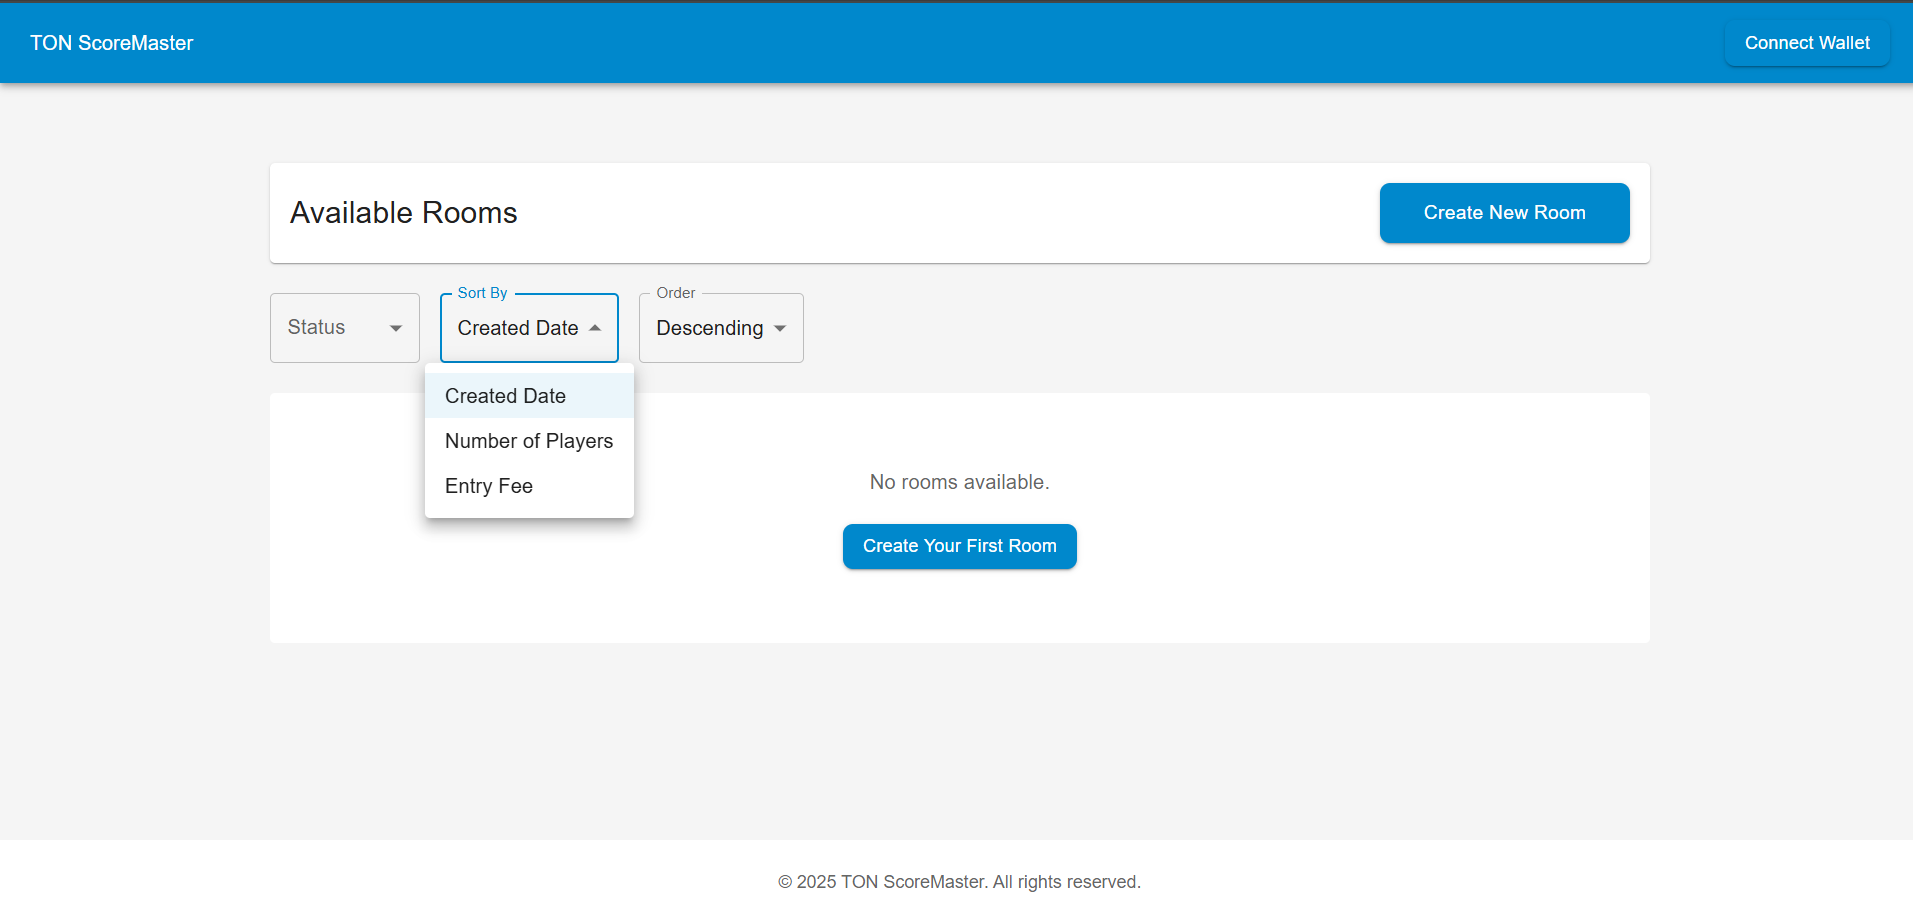 TON ScoreMaster
Connect Wallet
Available Rooms
Create New Room
Status
Sort By
Created Date
Order
Descending
Created Date
Number of Players
Entry Fee
No rooms available.
Create Your First Room
© 2025 TON ScoreMaster. All rights reserved.